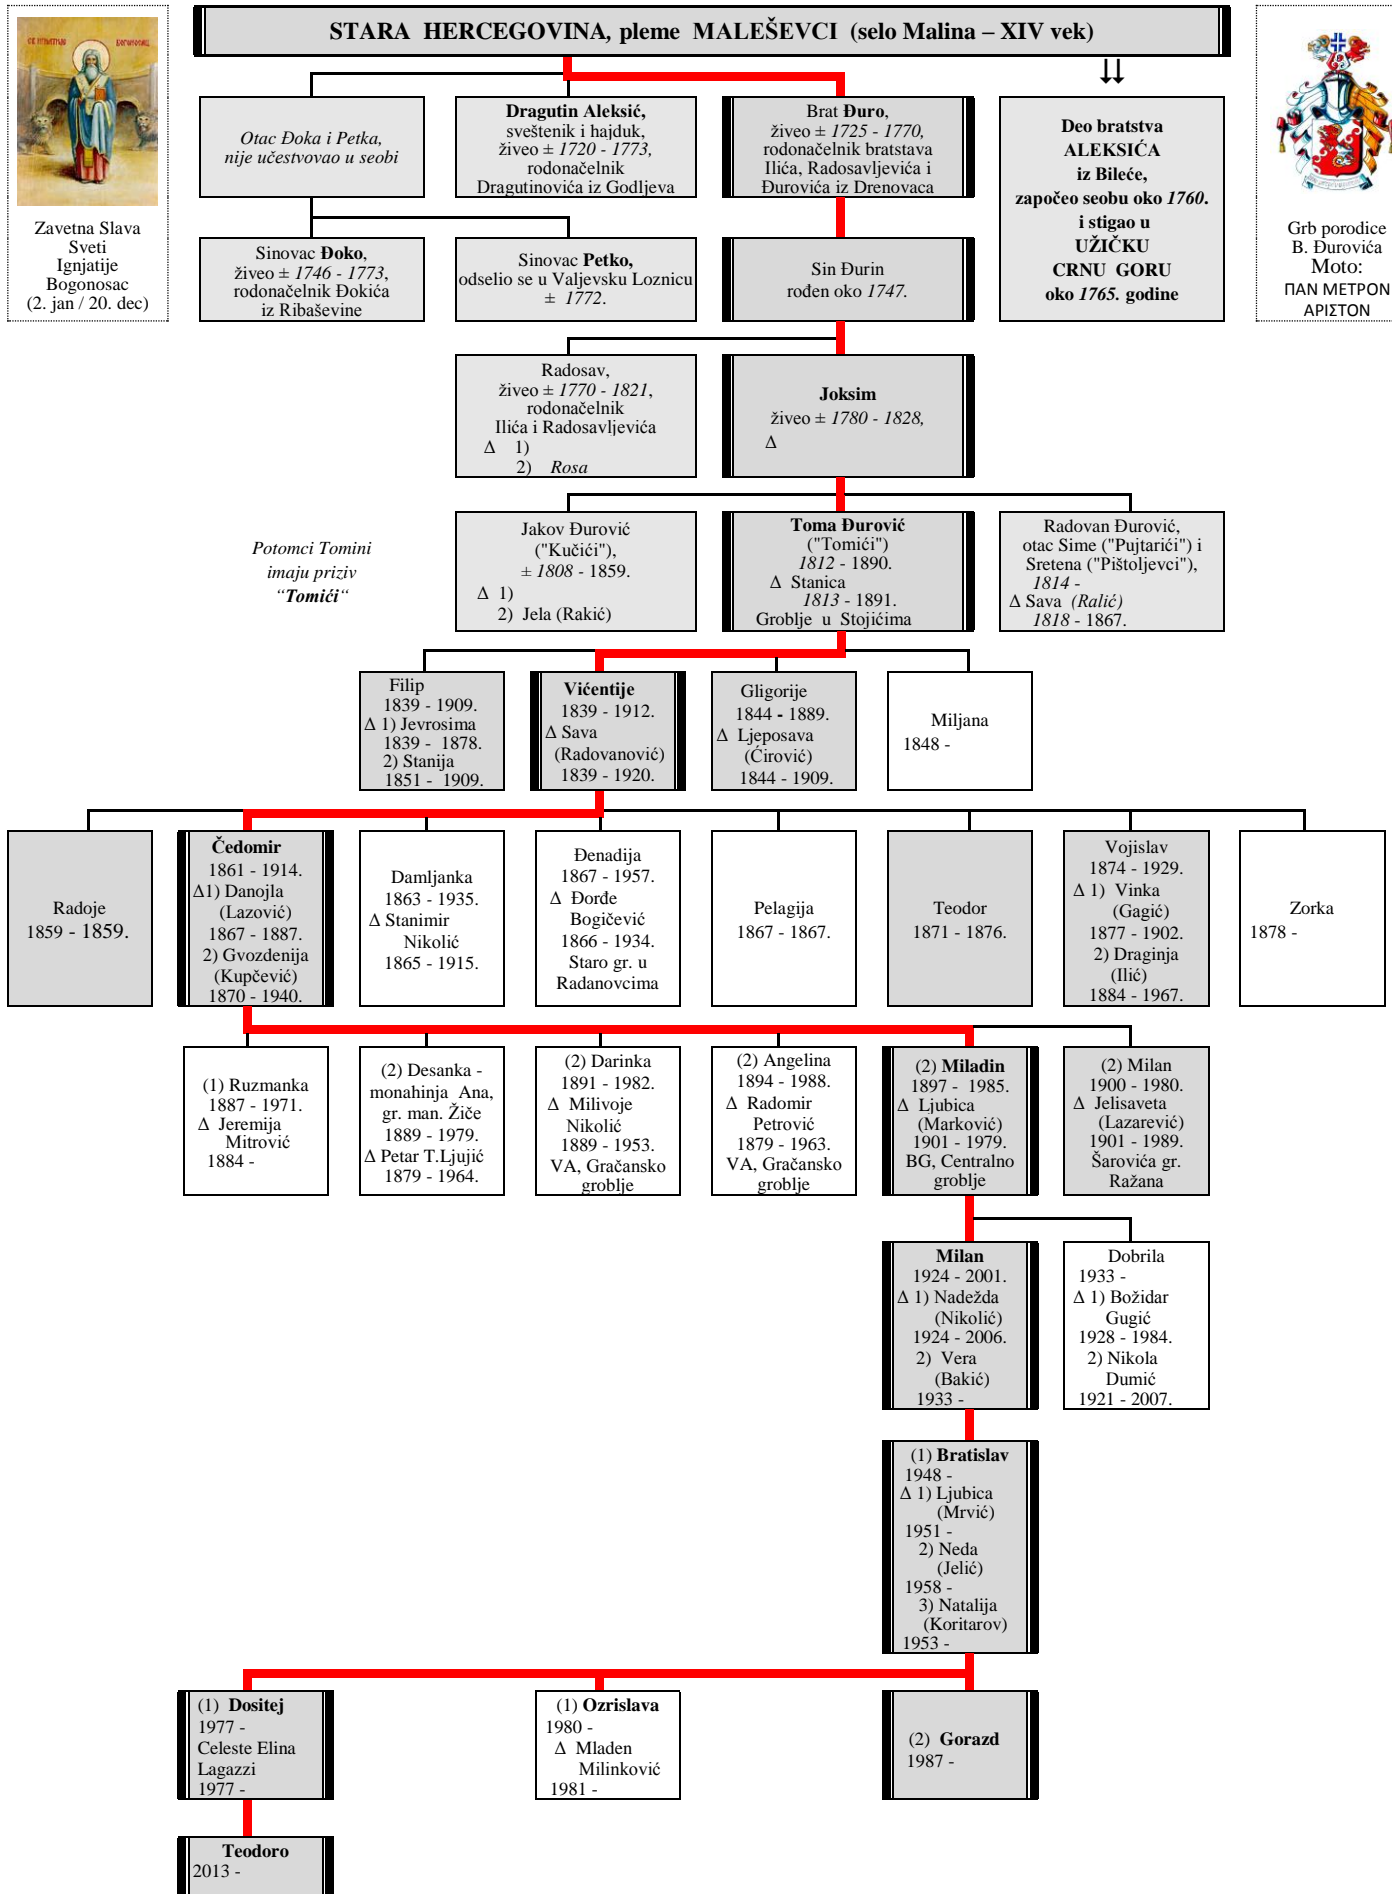 STARA HERCEGOVINA, pleme MALEŠEVCI (selo Malina – XIV vek)
Zavetna Slava
Sveti
Ignjatije
Bogonosac
(2. jan / 20. dec)
Otac Đoka i Petka,
nije učestvovao u seobi
Dragutin Aleksić,
sveštenik i hajduk,
živeo ± 1720 - 1773,
rodonačelnik
Dragutinovića iz Godljeva
Brat Đuro,
živeo ± 1725 - 1770,
rodonačelnik bratstava
Ilića, Radosavljevića i
Đurovića iz Drenovaca
Deo bratstva
ALEKSIĆA
iz Bileće,
započeo seobu oko 1760.
i stigao u
UŽIČKU
CRNU GORU
oko 1765. godine
Grb porodice
B. Đurovića
Moto:
ΠΑΝ ΜΕΤΡΟΝ
ΑΡΙΣΤΟΝ
Sinovac Đoko,
živeo ± 1746 - 1773,
rodonačelnik Đokića
iz Ribaševine
Sinovac Petko,
odselio se u Valjevsku Loznicu
± 1772.
Sin Đurin
rođen oko 1747.
Radosav,
živeo ± 1770 - 1821,
rodonačelnik
Ilića i Radosavljevića
Δ 1)
2) Rosa
Joksim
živeo ± 1780 - 1828,
Δ
Potomci Tomini
imaju priziv
“Tomići“
Jakov Đurović
("Kučići"),
± 1808 - 1859.
Δ 1)
2) Jela (Rakić)
Toma Đurović
("Tomići")
1812 - 1890.
Δ Stanica
1813 - 1891.
Groblje u Stojićima
Radovan Đurović,
otac Sime ("Pujtarići") i
Sretena ("Pištoljevci"),
1814 -
Δ Sava (Ralić)
1818 - 1867.
Filip
1839 - 1909.
Δ 1) Jevrosima
1839 - 1878.
2) Stanija
1851 - 1909.
Vićentije
1839 - 1912.
Δ Sava
(Radovanović)
1839 - 1920.
Gligorije
1844 - 1889.
Δ Ljeposava
(Ćirović)
1844 - 1909.
Miljana
1848 -
Radoje
1859 - 1859.
Čedomir
1861 - 1914.
Δ1) Danojla
(Lazović)
1867 - 1887.
2) Gvozdenija
(Kupčević)
1870 - 1940.
Damljanka
1863 - 1935.
Δ Stanimir
Nikolić
1865 - 1915.
Đenadija
1867 - 1957.
Δ Đorđe
Bogičević
1866 - 1934.
Staro gr. u
Radanovcima
Pelagija
1867 - 1867.
Teodor
1871 - 1876.
Vojislav
1874 - 1929.
Δ 1) Vinka
(Gagić)
1877 - 1902.
2) Draginja
(Ilić)
1884 - 1967.
Zorka
1878 -
(1) Ruzmanka
1887 - 1971.
Δ Jeremija
Mitrović
1884 -
(2) Desanka -
monahinja Ana,
gr. man. Žiče
1889 - 1979.
Δ Petar T.Ljujić
1879 - 1964.
(2) Darinka
1891 - 1982.
Δ Milivoje
Nikolić
1889 - 1953.
VA, Gračansko
groblje
(2) Angelina
1894 - 1988.
Δ Radomir
Petrović
1879 - 1963.
VA, Gračansko
groblje
(2) Miladin
1897 - 1985.
Δ Ljubica
(Marković)
1901 - 1979.
BG, Centralno
groblje
(2) Milan
1900 - 1980.
Δ Jelisaveta
(Lazarević)
1901 - 1989.
Šarovića gr.
Ražana
Milan
1924 - 2001.
Δ 1) Nadežda
(Nikolić)
1924 - 2006.
2) Vera
(Bakić)
1933 -
Dobrila
1933 -
Δ 1) Božidar
Gugić
1928 - 1984.
2) Nikola
Dumić
1921 - 2007.
(1) Bratislav
1948 -
Δ 1) Ljubica
(Mrvić)
1951 -
2) Neda
(Jelić)
1958 -
3) Natalija
(Koritarov)
1953 -
(1) Dositej
1977 -
Celeste Elina
Lagazzi
1977 -
(1) Ozrislava
1980 -
Δ Mladen
Milinković
1981 -
(2) Gorazd
1987 -
Teodoro
2013 -